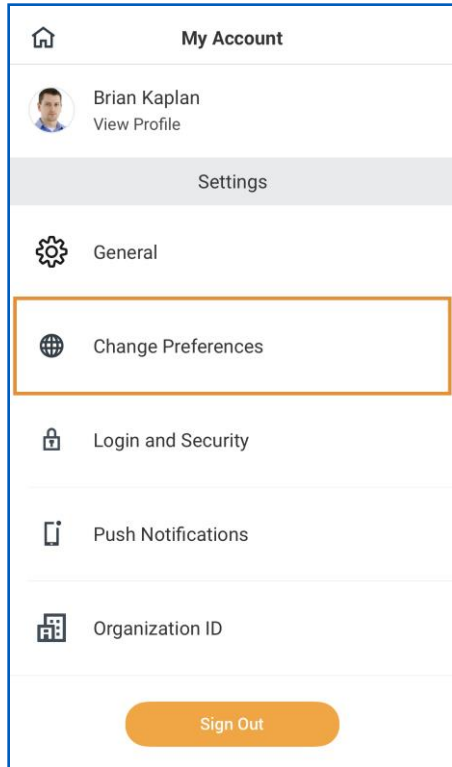 My Account
Brian Kaplan
View Profile
Settings
General
Change Preferences
Login and Security
Push Notifications
Organization ID
Sign Out